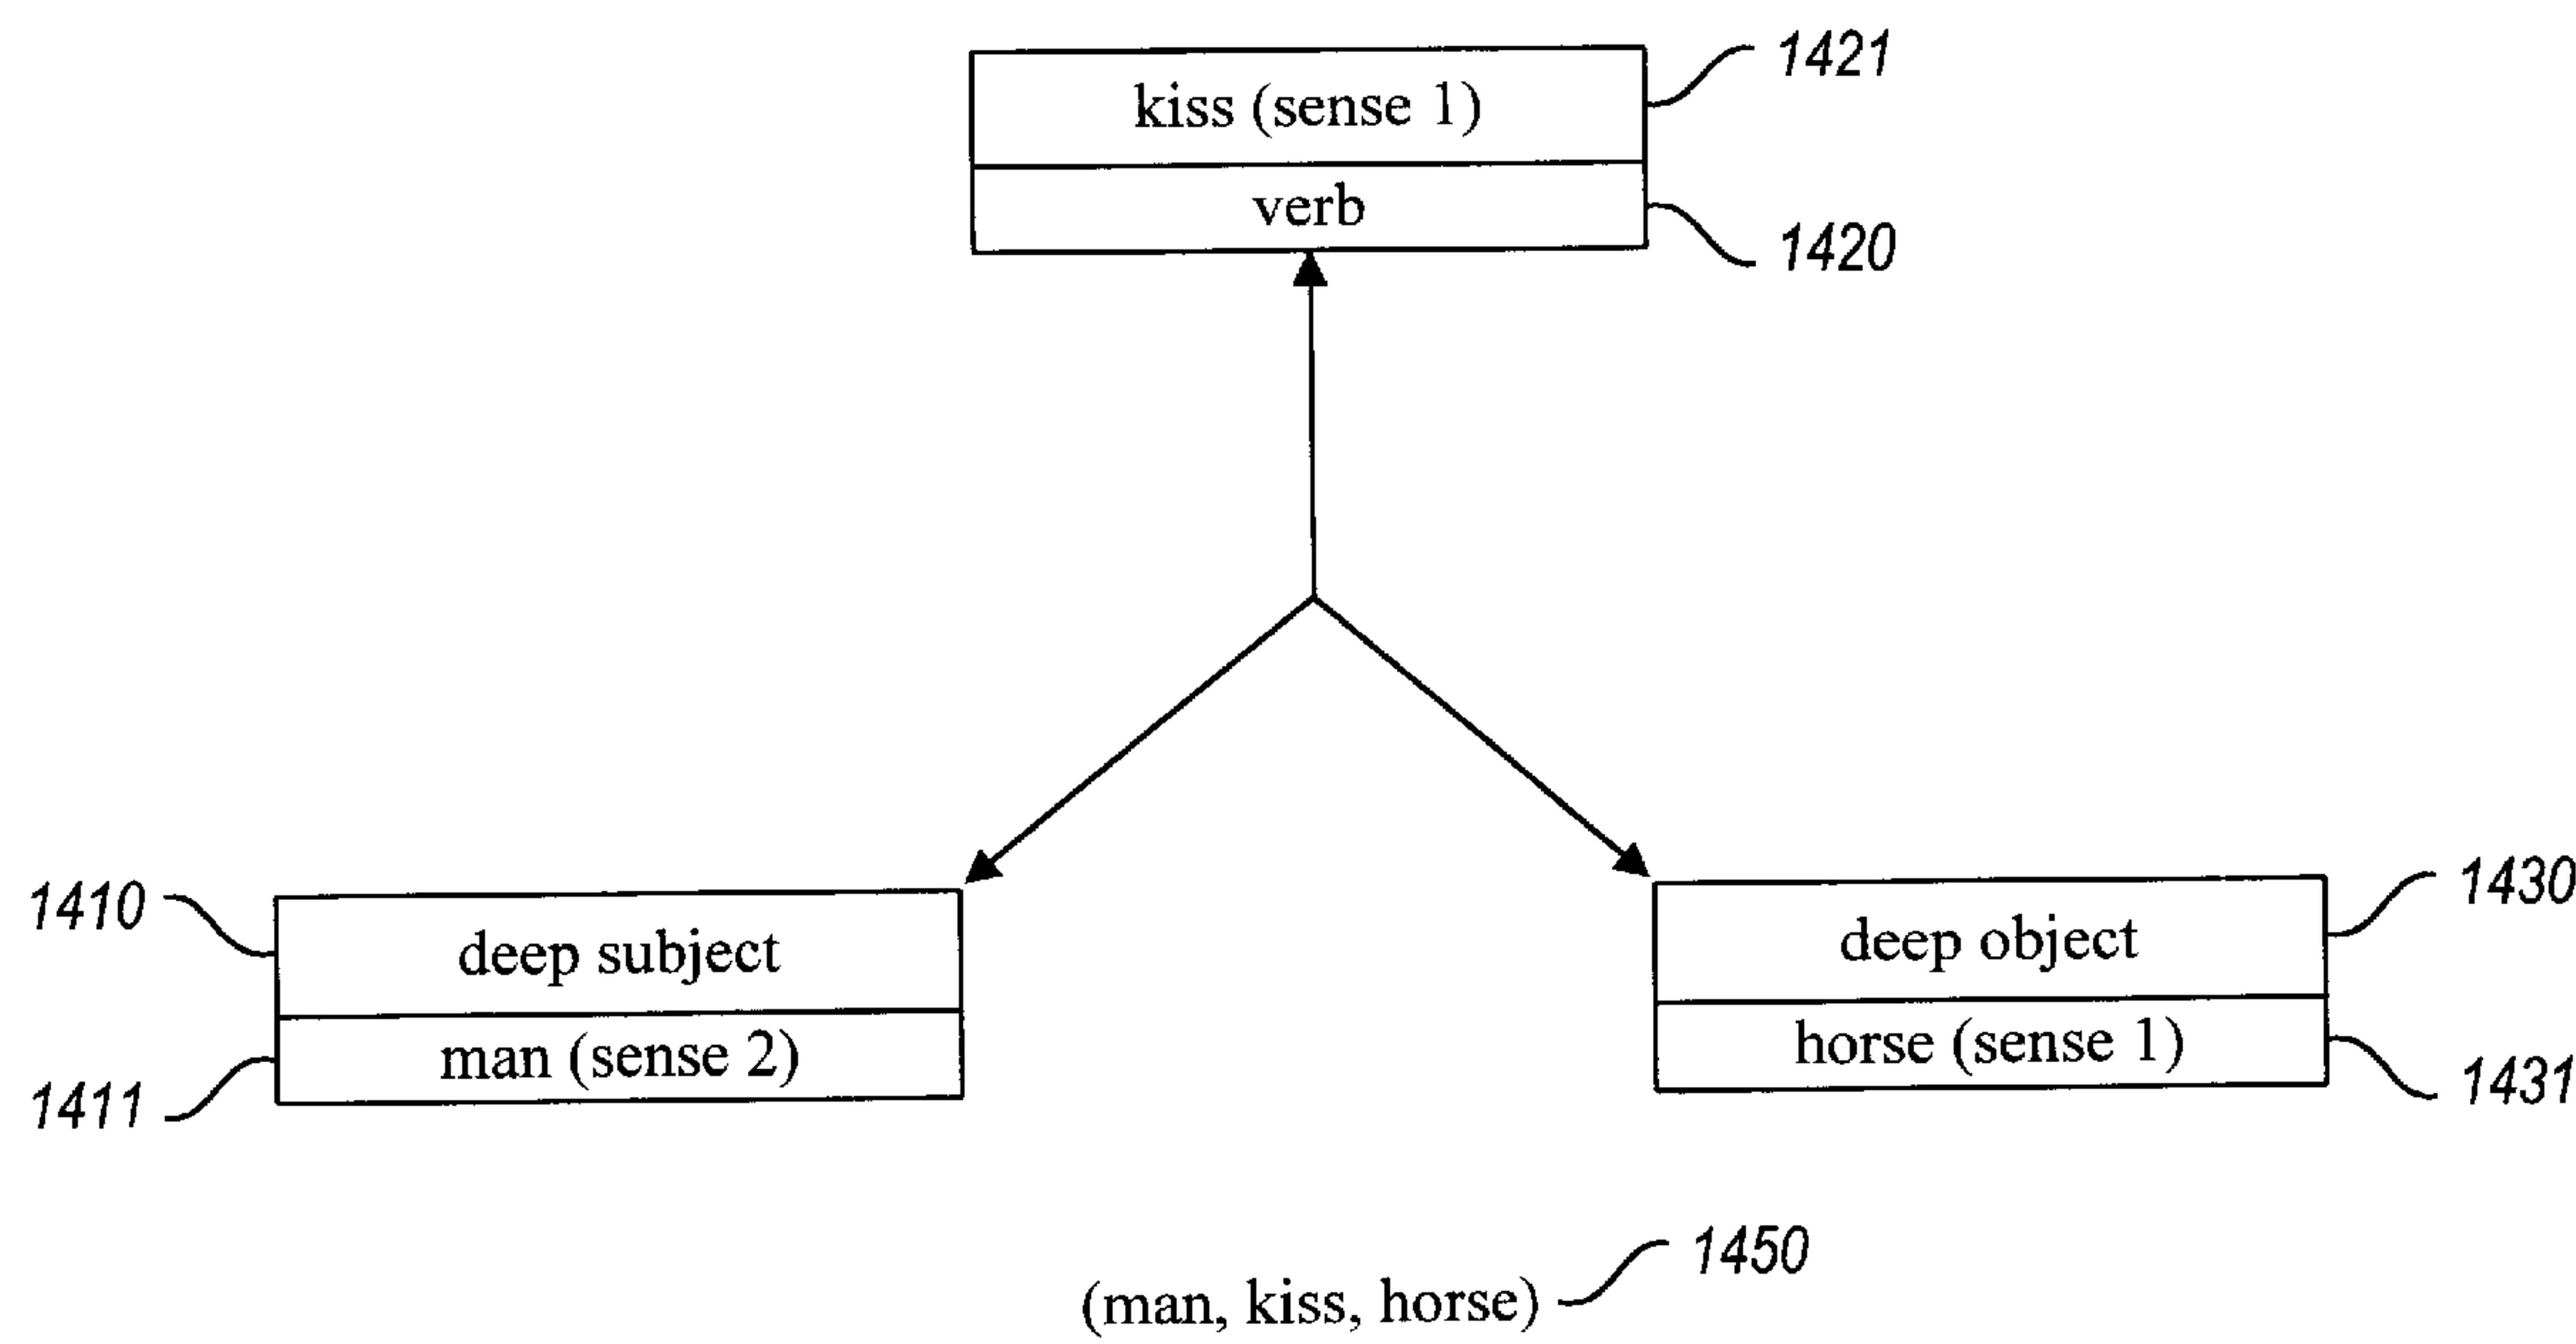 kiss (sense 1)
1421
verb
1420
1410
deep subject
man (sense 2)
1411
deep object
1430
horse (sense 1)
1431
(man, kiss, horse)
1450